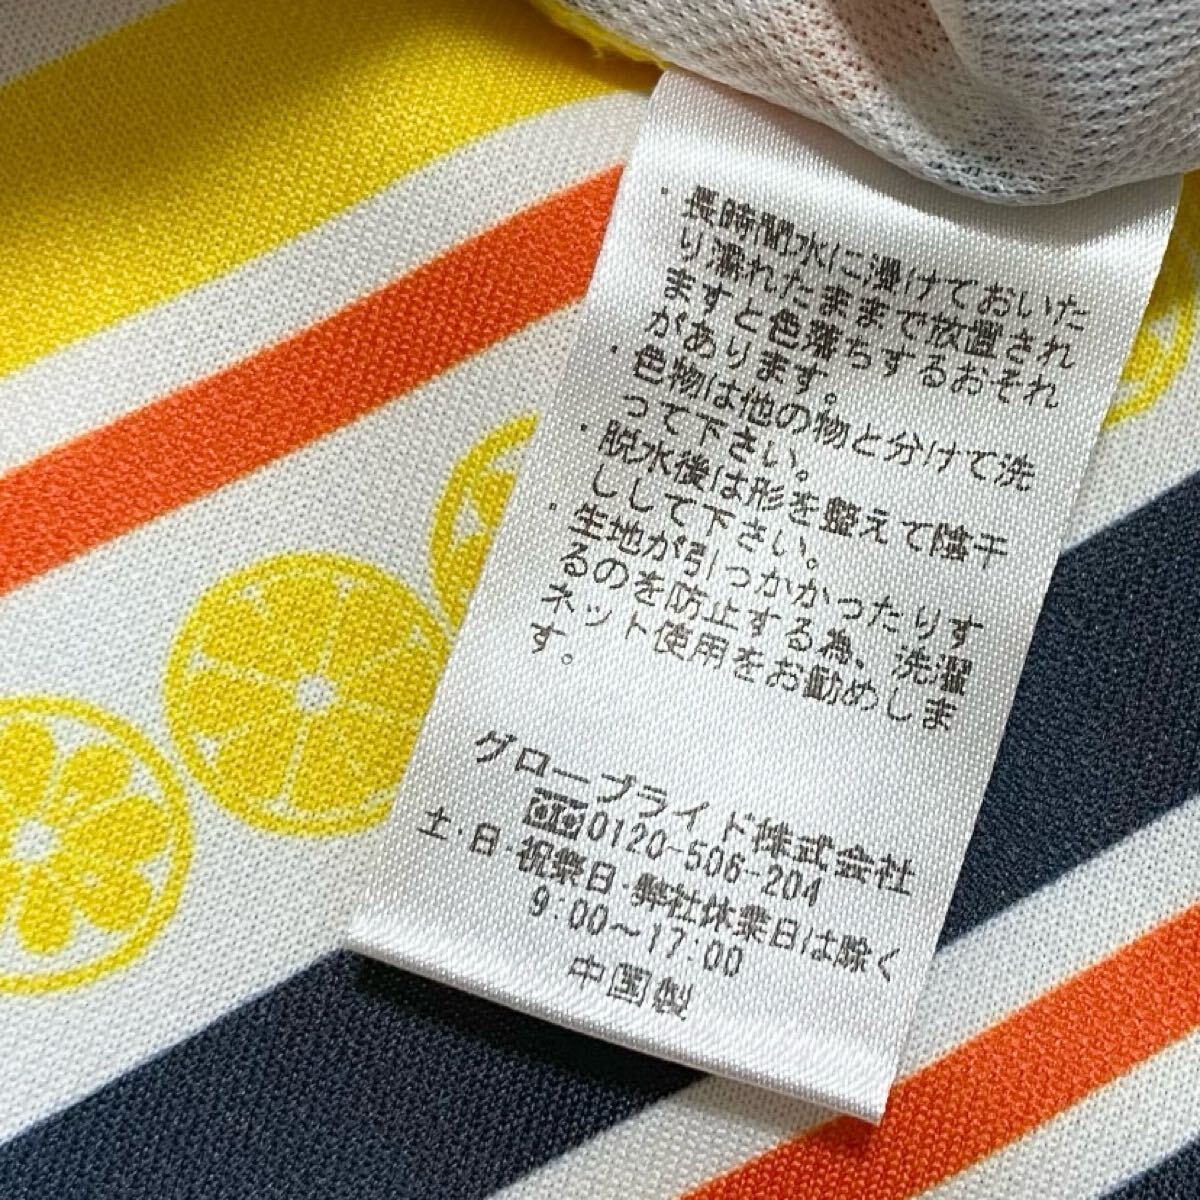 ・長時間水に浸けておいた
り濡れたままで放置され
ますと色落ちするおそれ
があります。
・色物は他の物と分けて洗
って下さい。
・脱水後は形を整えて陰干
しして下さい。
・生地が引っかかったりす
るのを防止する為、洗濯
ネット使用をお勧めしま
す。
グローブライド株式会社
0120-506-204
土・日・祝祭日・弊社休業日は除く
9:00～17:00
中国製